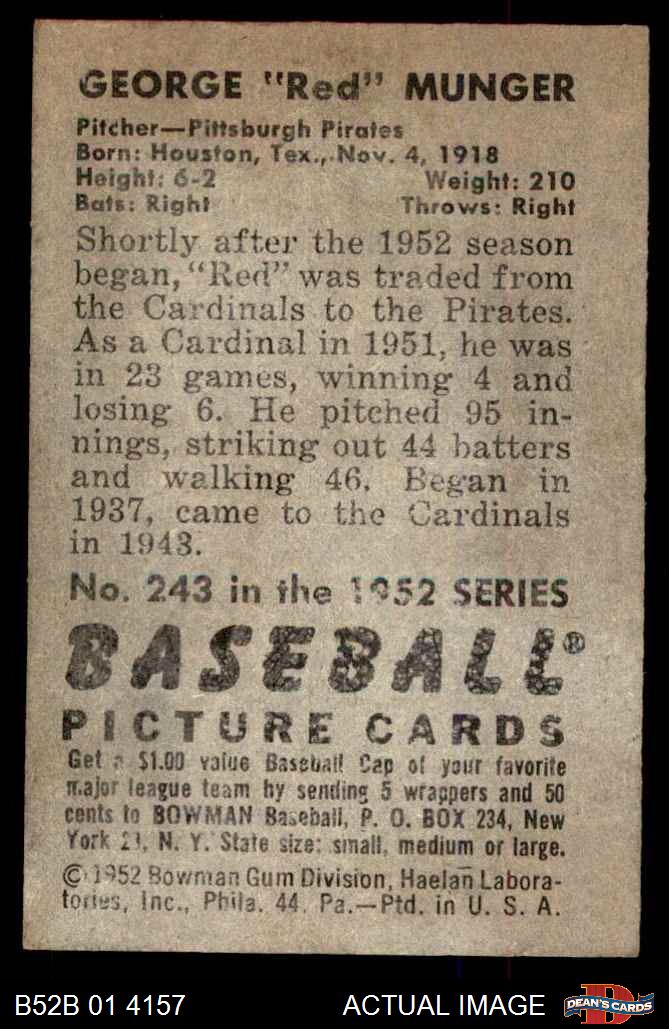 GEORGE "Red" MUNGER
Pitcher—Pittsburgh Pirates
Born: Houston, Tex., Nov. 4, 1918
Height: 6-2 Weight: 210
Bats: Right Throws: Right
Shortly after the 1952 season
began, "Red" was traded from
the Cardinals to the Pirates.
As a Cardinal in 1951, he was
in 23 games, winning 4 and
losing 6. He pitched 95 in-
nings, striking out 44 batters
and walking 46. Began in
1937, came to the Cardinals
in 1943.
No. 243 in the 1952 SERIES
BASEBALL®
PICTURE CARDS
Get a $1.00 value Baseball Cap of your favorite
major league team by sending 5 wrappers and 50
cents to BOWMAN Baseball, P. O. BOX 234, New
York N. Y. State size: small, medium or large.
© 1952 Bowman Gum Division, Haelan Labora-
tories, Inc., Phila. 44, Pa.—Ptd. in U. S. A.
B52B 01 4157 ACTUAL IMAGE DEAN'S CARDS